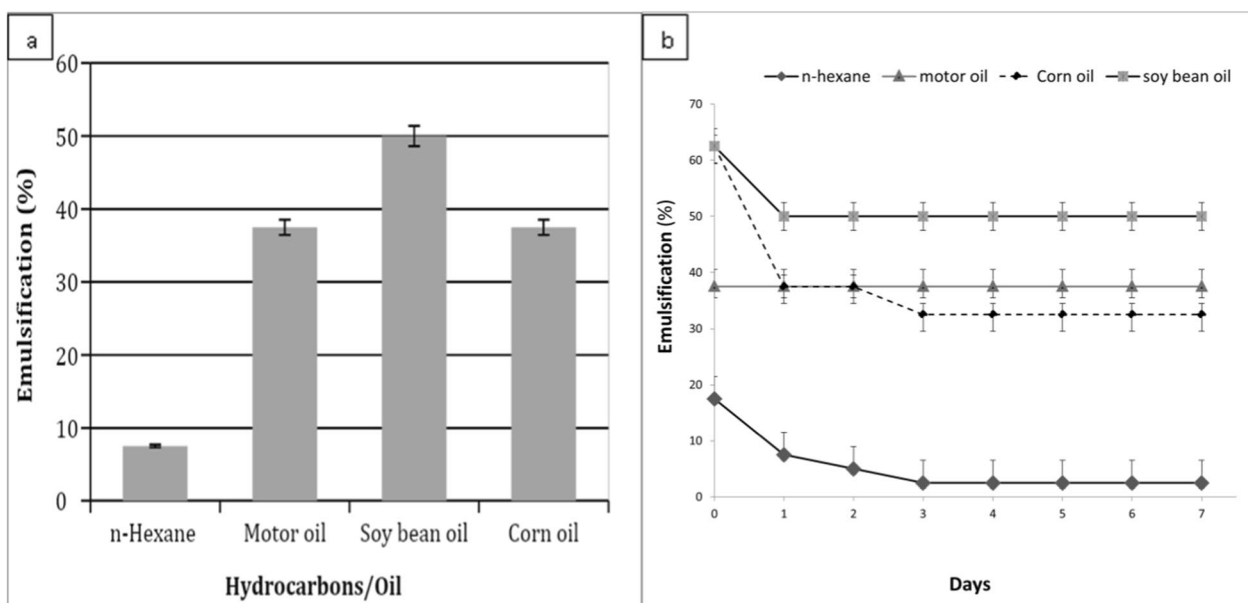 a
60
50
40
30
20
10
0
Emulsification (%)
n-Hexane Motor oil Soy bean oil Corn oil
Hydrocarbons/Oil
b
n-hexane motor oil Corn oil soy bean oil
70
60
50
40
30
20
10
0
Emulsification (%)
0 1 2 3 4 5 6 7
Days